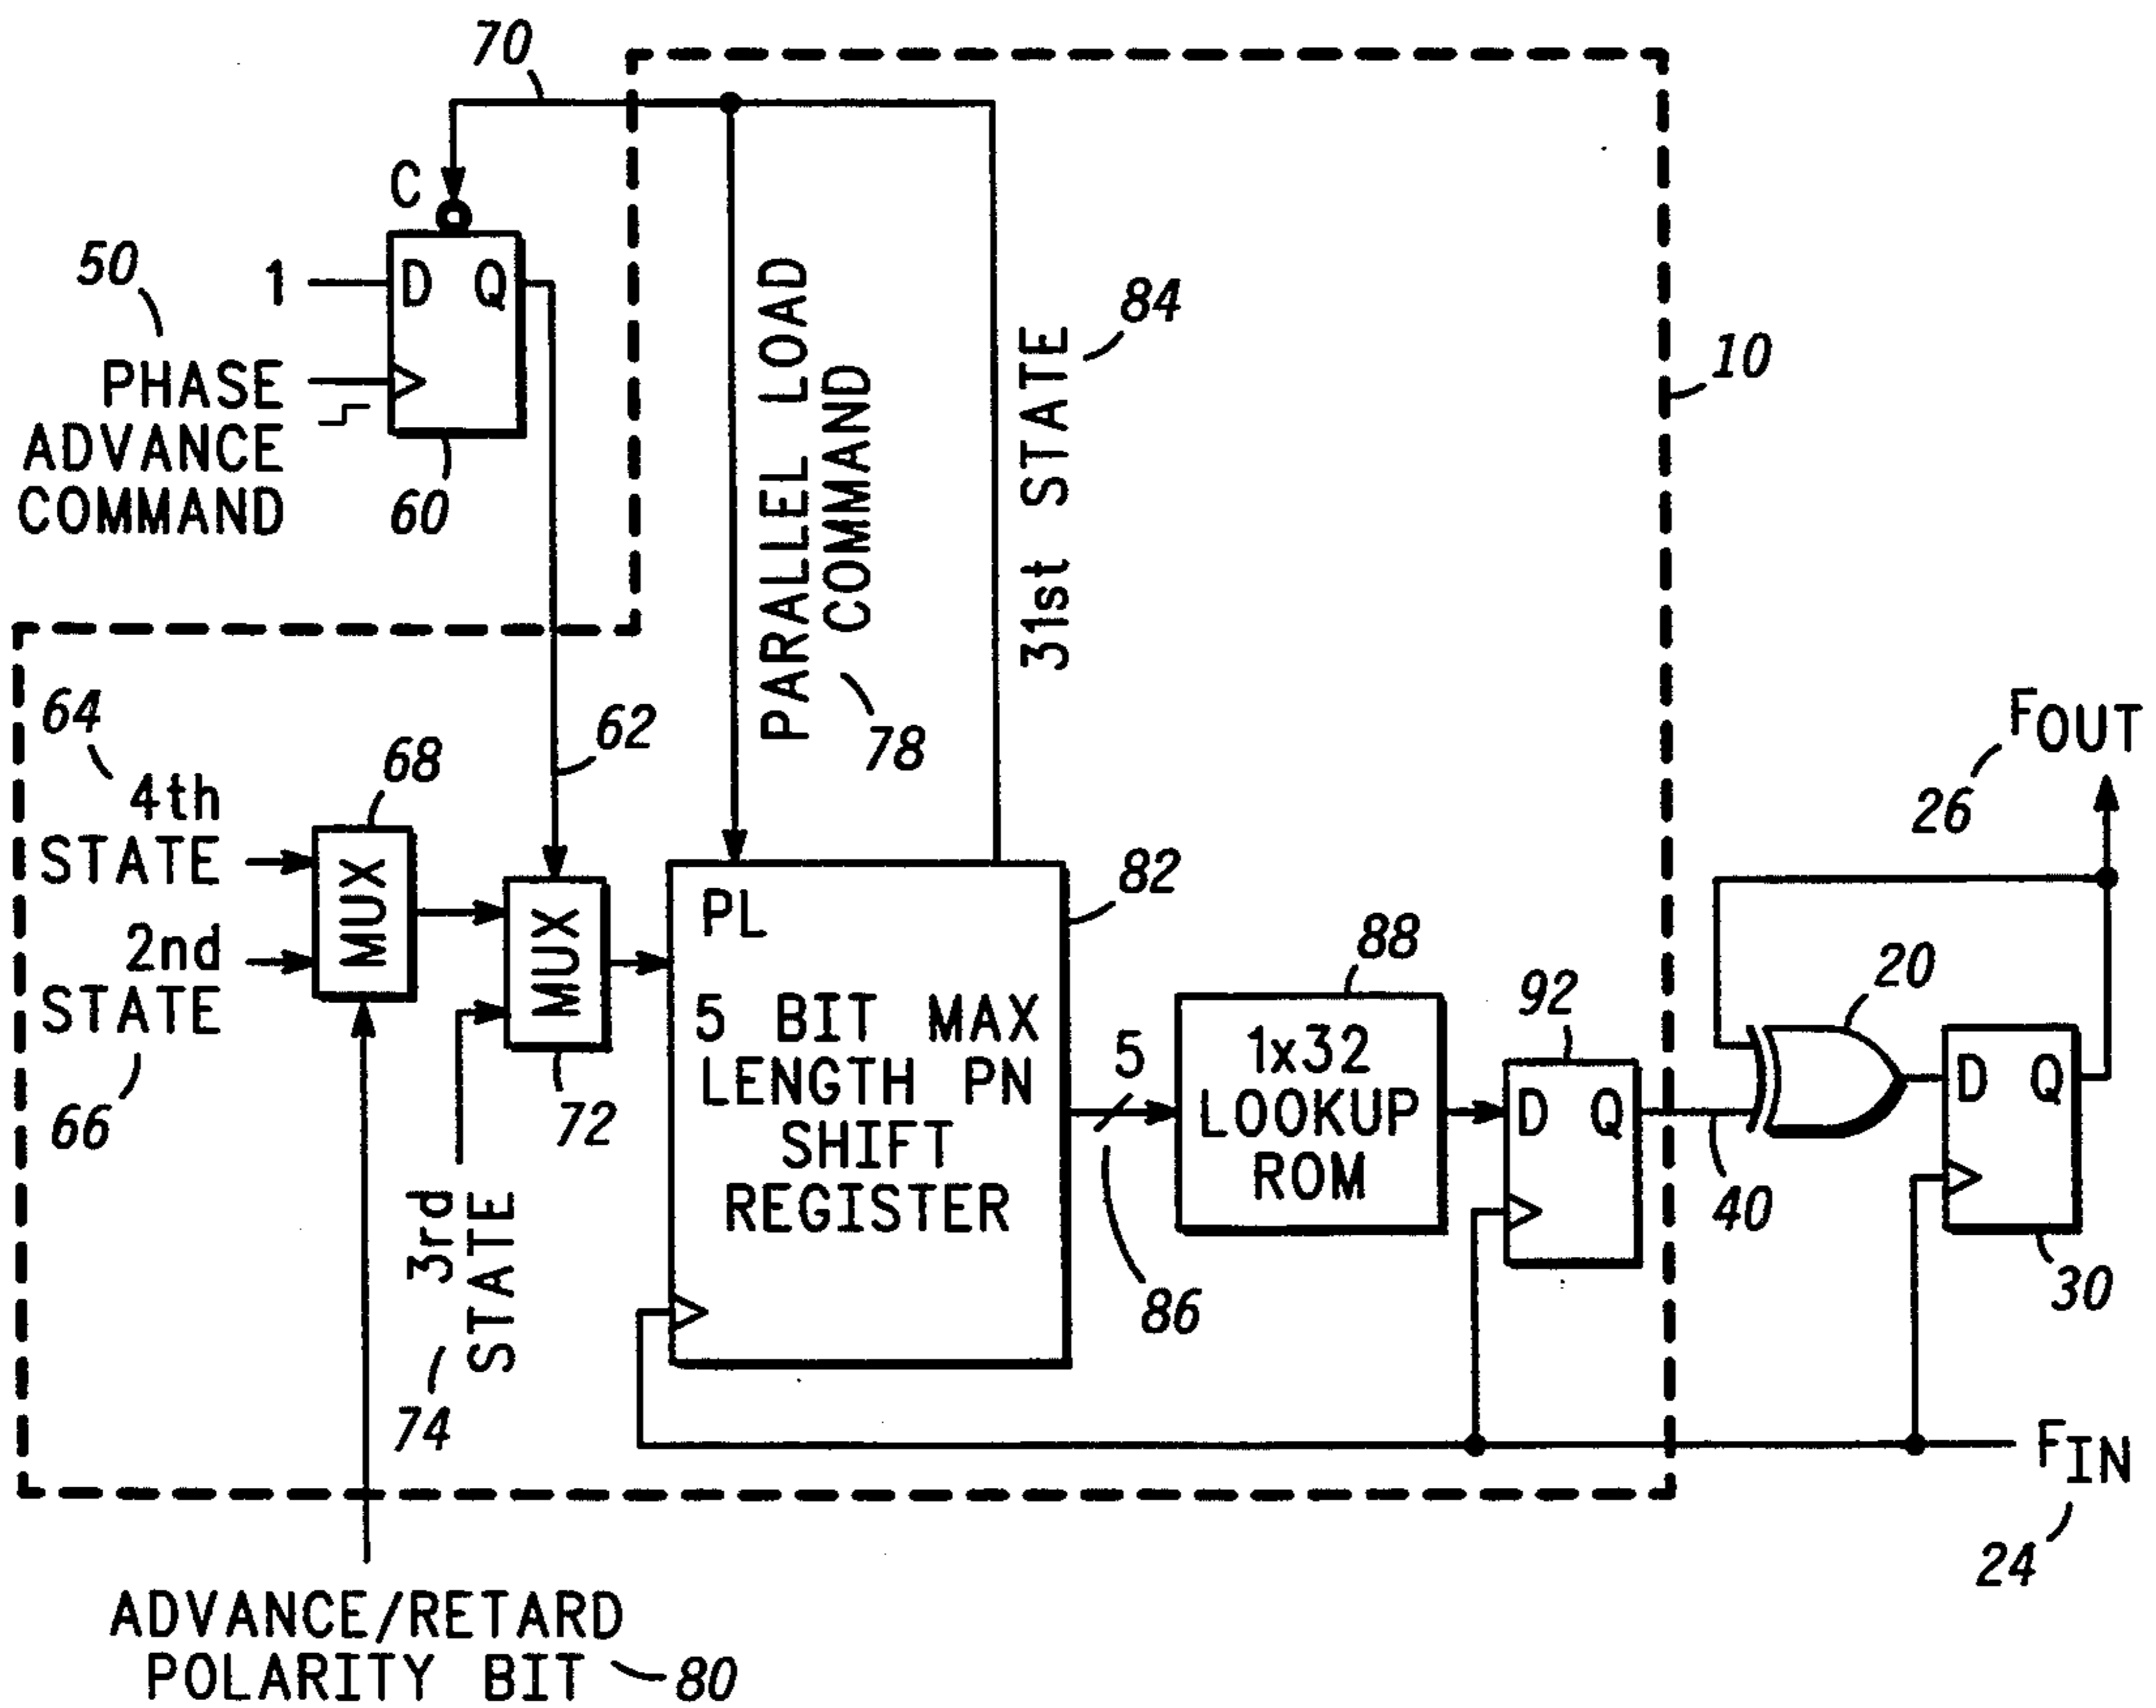 70
C
50
1
D Q
PHASE
ADVANCE
COMMAND
60
PARALLEL LOAD
COMMAND
78
31st STATE
84
10
64
4th
STATE
2nd
STATE
66
68
MUX
62
MUX
72
3rd
STATE
74
PL
5 BIT MAX
LENGTH PN
SHIFT
REGISTER
82
5
86
88
1x32
LOOKUP
ROM
92
D Q
40
20
D Q
30
FOUT
26
FIN
24
ADVANCE/RETARD
POLARITY BIT
80